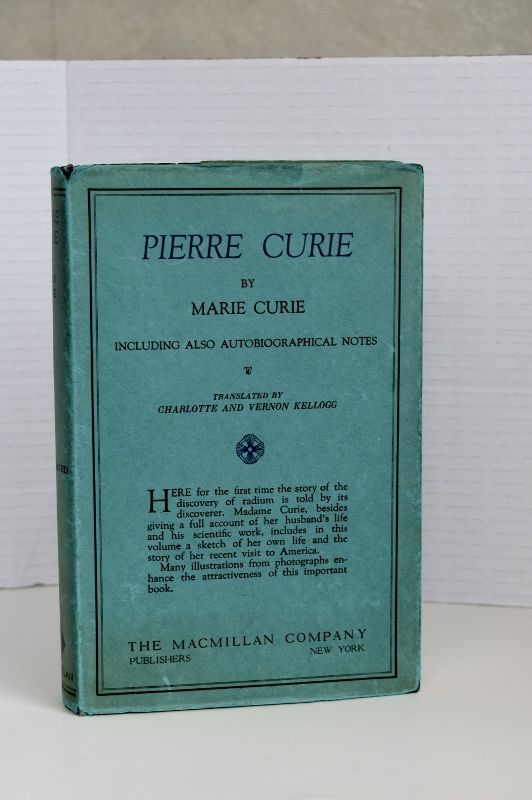 PIERRE CURIE
BY
MARIE CURIE
INCLUDING ALSO AUTOBIOGRAPHICAL NOTES
TRANSLATED BY
CHARLOTTE AND VERNON KELLOGG
HERE for the first time the story of the
discovery of radium is told by its
discoverer. Madame Curie, besides
giving a full account of her husband's life
and his scientific work, includes in this
volume a sketch of her own life and the
story of her recent visit to America.
Many illustrations from photographs en-
hance the attractiveness of this important
book.
THE MACMILLAN COMPANY
PUBLISHERS NEW YORK